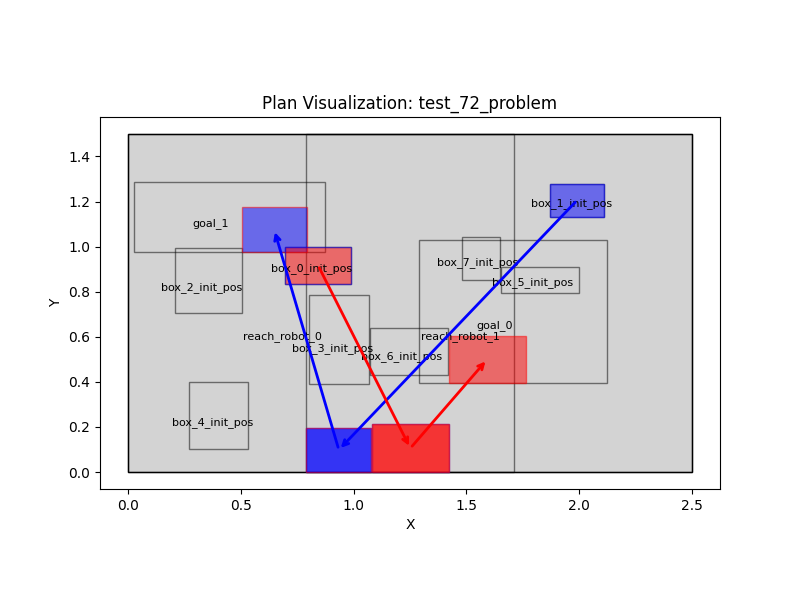 Plan Visualization: test_72_problem
1.4
1.2
1.0
0.8
0.6
0.4
0.2
0.0
Y
box_1_init_pos
goal_1
box_7_init_pos
box_0_init_pos
box_2_init_pos
box_5_init_pos
goal_0
reach_robot_0
reach_robot_1
box_3_init_pos
box_6_init_pos
box_4_init_pos
0.0
0.5
1.0
1.5
2.0
2.5
X